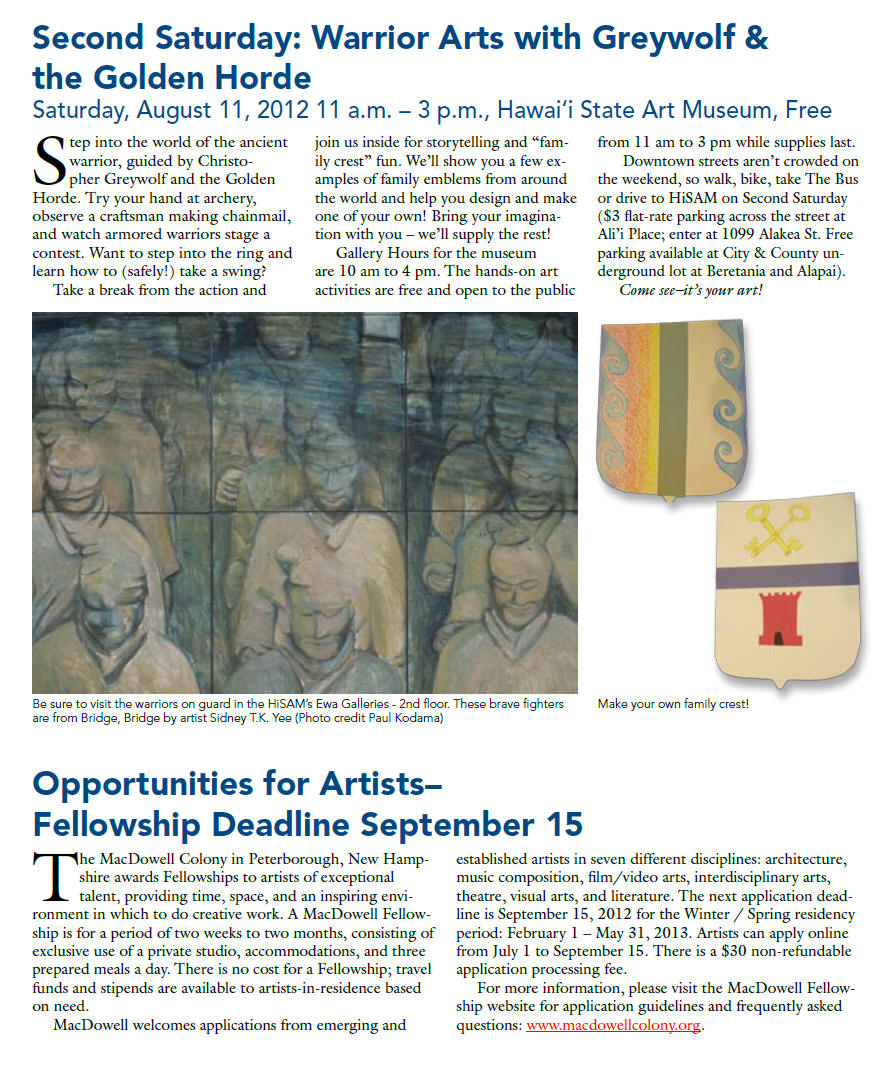 Second Saturday: Warrior Arts with Greywolf &
the Golden Horde
Saturday, August 11, 2012 11 a.m. – 3 p.m., Hawai‘i State Art Museum, Free
Step into the world of the ancient
warrior, guided by Christo-
pher Greywolf and the Golden
Horde. Try your hand at archery,
observe a craftsman making chainmail,
and watch armored warriors stage a
contest. Want to step into the ring and
learn how to (safely!) take a swing?
Take a break from the action and
join us inside for storytelling and “fam-
ily crest” fun. We’ll show you a few ex-
amples of family emblems from around
the world and help you design and make
one of your own! Bring your imagina-
tion with you – we’ll supply the rest!
Gallery Hours for the museum
are 10 am to 4 pm. The hands-on art
activities are free and open to the public
from 11 am to 3 pm while supplies last.
Downtown streets aren’t crowded on
the weekend, so walk, bike, take The Bus
or drive to HiSAM on Second Saturday
($3 flat-rate parking across the street at
Ali’i Place; enter at 1099 Alakea St. Free
parking available at City & County un-
derground lot at Beretania and Alapai).
Come see–it’s your art!
Be sure to visit the warriors on guard in the HiSAM’s Ewa Galleries - 2nd floor. These brave fighters
are from Bridge, Bridge by artist Sidney T.K. Yee (Photo credit Paul Kodama)
Make your own family crest!
Opportunities for Artists–
Fellowship Deadline September 15
The MacDowell Colony in Peterborough, New Hamp-
shire awards Fellowships to artists of exceptional
talent, providing time, space, and an inspiring envi-
ronment in which to do creative work. A MacDowell Fellow-
ship is for a period of two weeks to two months, consisting of
exclusive use of a private studio, accommodations, and three
prepared meals a day. There is no cost for a Fellowship; travel
funds and stipends are available to artists-in-residence based
on need.
MacDowell welcomes applications from emerging and
established artists in seven different disciplines: architecture,
music composition, film/video arts, interdisciplinary arts,
theatre, visual arts, and literature. The next application dead-
line is September 15, 2012 for the Winter / Spring residency
period: February 1 – May 31, 2013. Artists can apply online
from July 1 to September 15. There is a $30 non-refundable
application processing fee.
For more information, please visit the MacDowell Fellow-
ship website for application guidelines and frequently asked
questions: www.macdowellcolony.org.